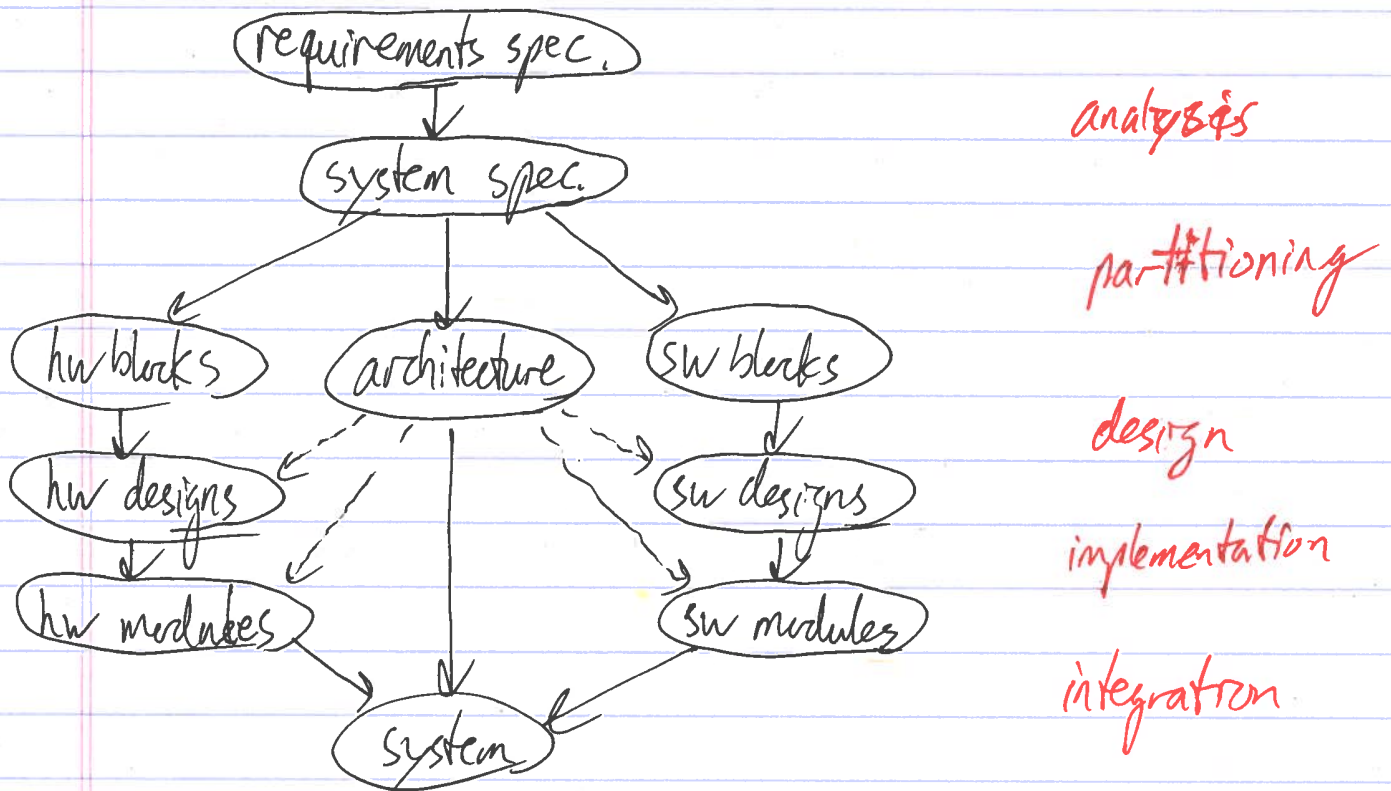 requirements spec.
analysis
system spec.
partitioning
hw blocks architecture sw blocks
design
hw designs sw designs
implementation
hw modules sw modules
integration
system